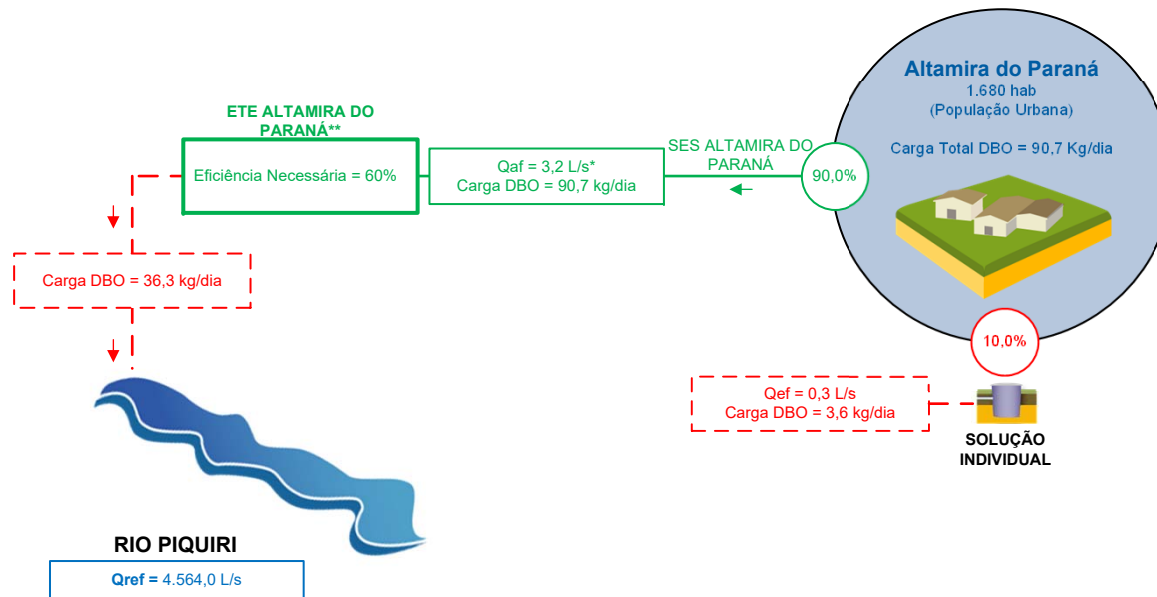 Altamira do Paraná
1.680 hab
(População Urbana)
Carga Total DBO = 90,7 Kg/dia
ETE ALTAMIRA DO
PARANÁ**
Eficiência Necessária = 60%
Qaf = 3,2 L/s*
Carga DBO = 90,7 kg/dia
SES ALTAMIRA DO
PARANÁ
90,0%
Carga DBO = 36,3 kg/dia
10,0%
Qef = 0,3 L/s
Carga DBO = 3,6 kg/dia
SOLUÇÃO
INDIVIDUAL
RIO PIQUIRI
Qref = 4.564,0 L/s